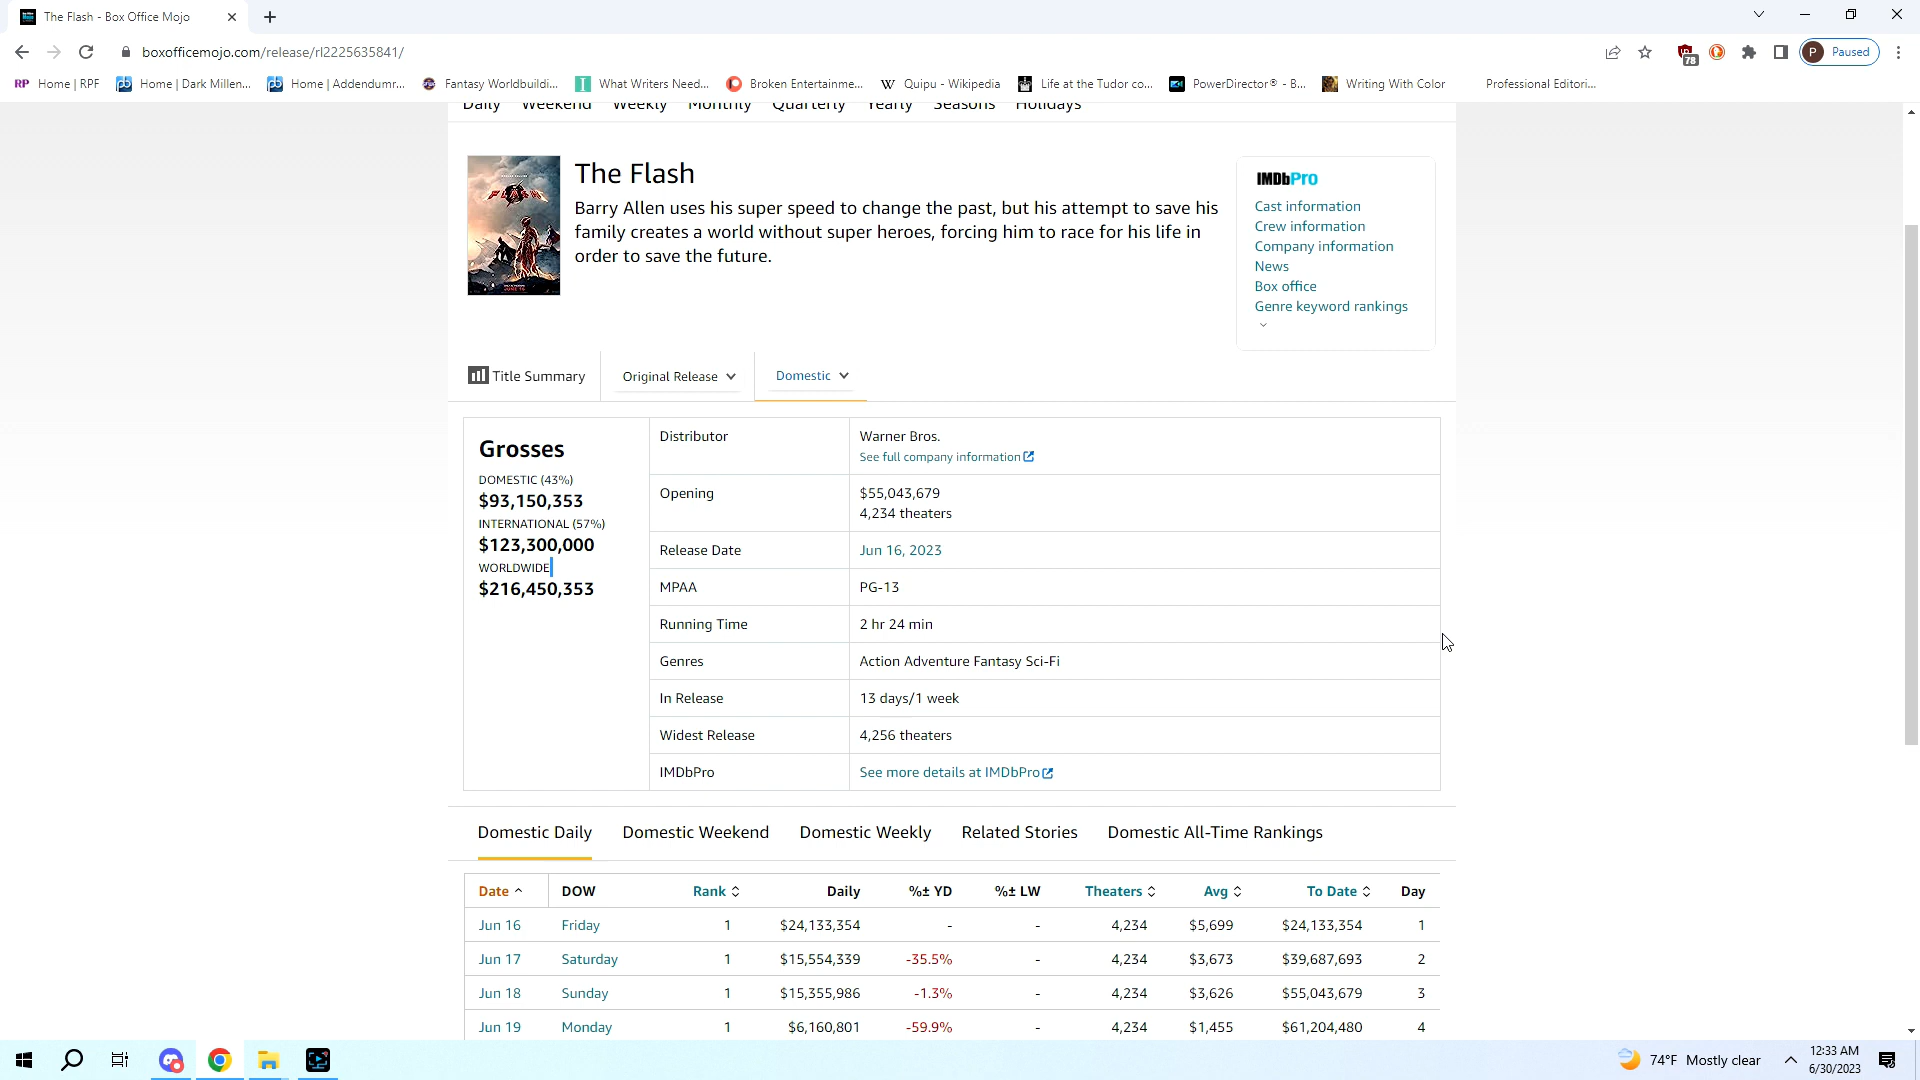 The Flash - Box Office Mojo
boxofficemojo.com/release/rl2225635841/
78
P Paused
RP Home | RPF
Home | Dark Millen...
Home | Addendumr...
Fantasy Worldbuildi...
What Writers Need...
Broken Entertainme...
W Quipu - Wikipedia
Life at the Tudor co...
PowerDirector® - B...
Writing With Color
Professional Editori...
Daily Weekend Weekly Monthly Quarterly Yearly Seasons Holidays
The Flash
Barry Allen uses his super speed to change the past, but his attempt to save his
family creates a world without super heroes, forcing him to race for his life in
order to save the future.
FLASH
JUNE 16
IMDbPro
Cast information
Crew information
Company information
News
Box office
Genre keyword rankings
Title Summary
Original Release
Domestic
Grosses
DOMESTIC (43%)
$93,150,353
INTERNATIONAL (57%)
$123,300,000
WORLDWIDE
$216,450,353
Distributor
Warner Bros.
See full company information
Opening
$55,043,679
4,234 theaters
Release Date
Jun 16, 2023
MPAA
PG-13
Running Time
2 hr 24 min
Genres
Action Adventure Fantasy Sci-Fi
In Release
13 days/1 week
Widest Release
4,256 theaters
IMDbPro
See more details at IMDbPro
Domestic Daily Domestic Weekend Domestic Weekly Related Stories Domestic All-Time Rankings
Date DOW Rank Daily %± YD %± LW Theaters Avg To Date Day
Jun 16 Friday 1 $24,133,354 - - 4,234 $5,699 $24,133,354 1
Jun 17 Saturday 1 $15,554,339 -35.5% - 4,234 $3,673 $39,687,693 2
Jun 18 Sunday 1 $15,355,986 -1.3% - 4,234 $3,626 $55,043,679 3
Jun 19 Monday 1 $6,160,801 -59.9% - 4,234 $1,455 $61,204,480 4
74°F Mostly clear
12:33 AM
6/30/2023